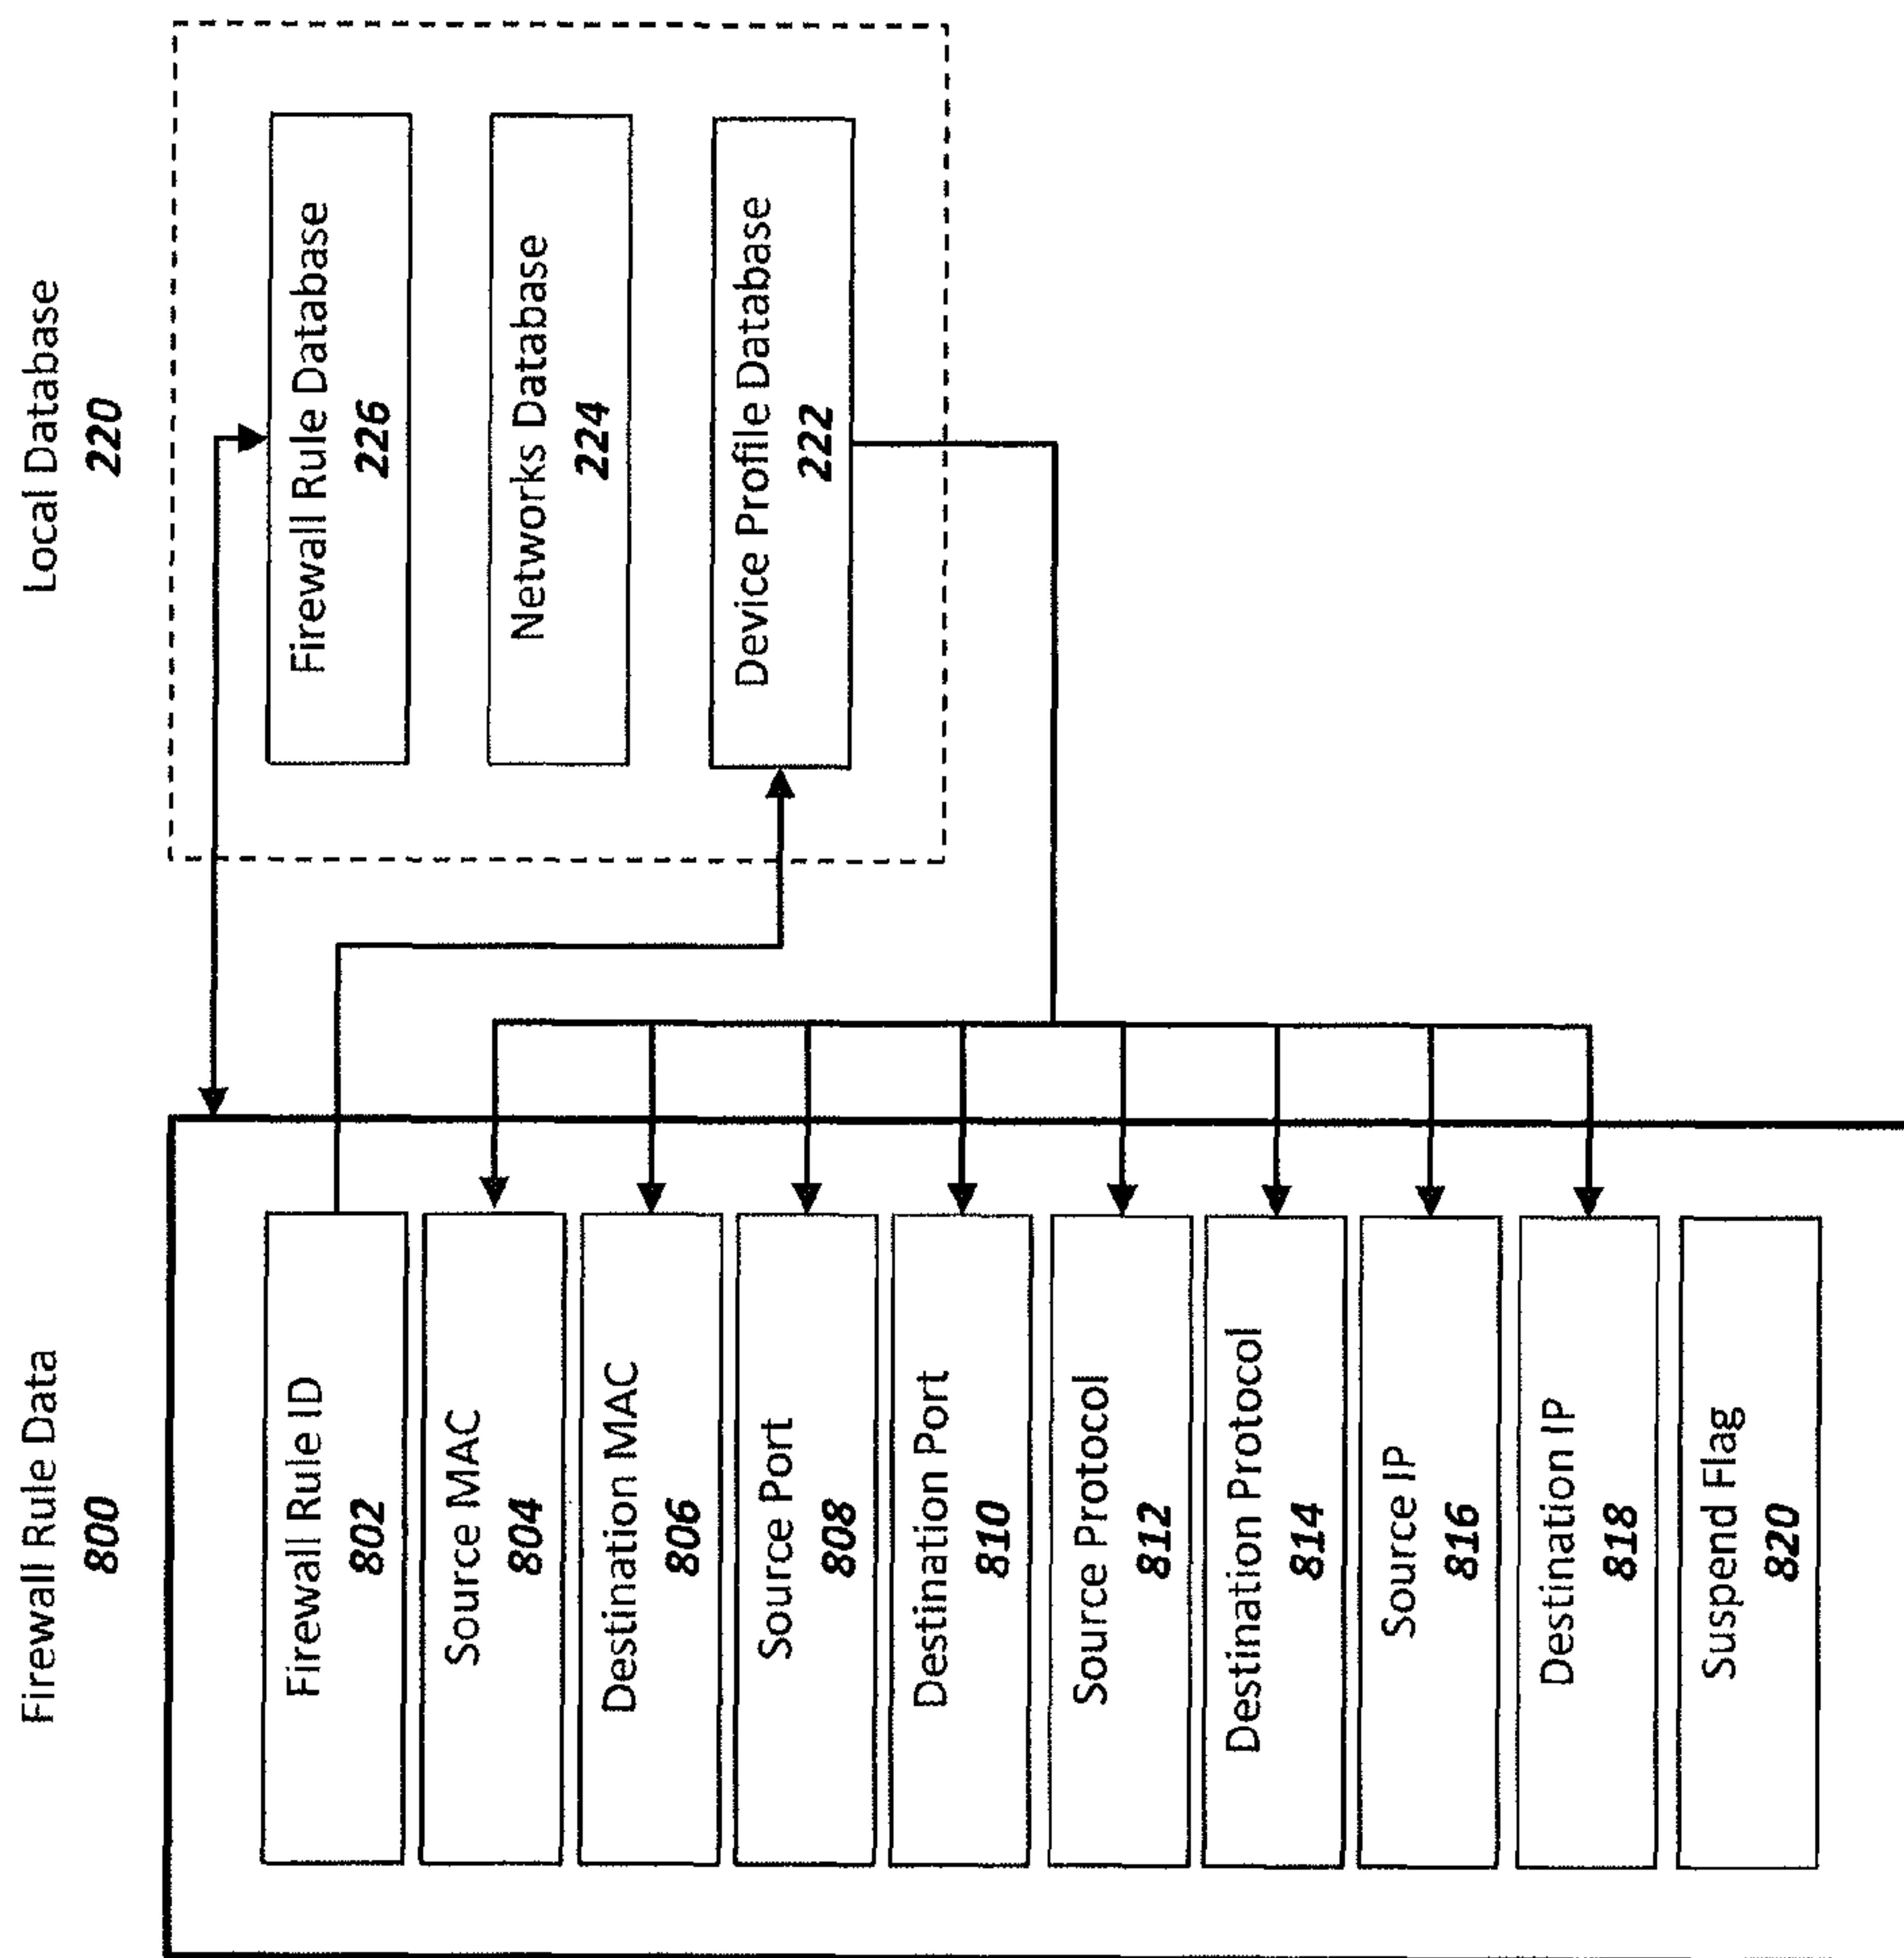 Firewall Rule Data
800
Firewall Rule ID
802
Source MAC
804
Destination MAC
806
Source Port
808
Destination Port
810
Source Protocol
812
Destination Protocol
814
Source IP
816
Destination IP
818
Suspend Flag
820
Local Database
220
Firewall Rule Database
226
Networks Database
224
Device Profile Database
222